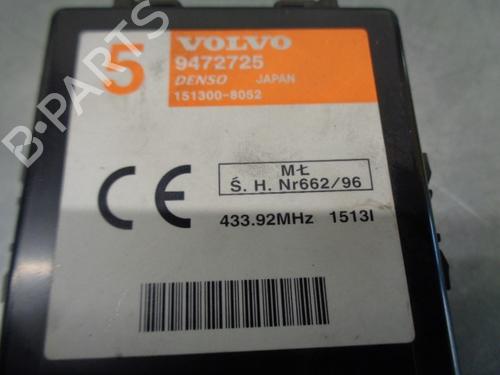 5 VOLVO
9472725
DENSO JAPAN
151300-8052
MŁ
Ś. H. Nr662/96
CE
433.92MHz 1513I
B-PARTS